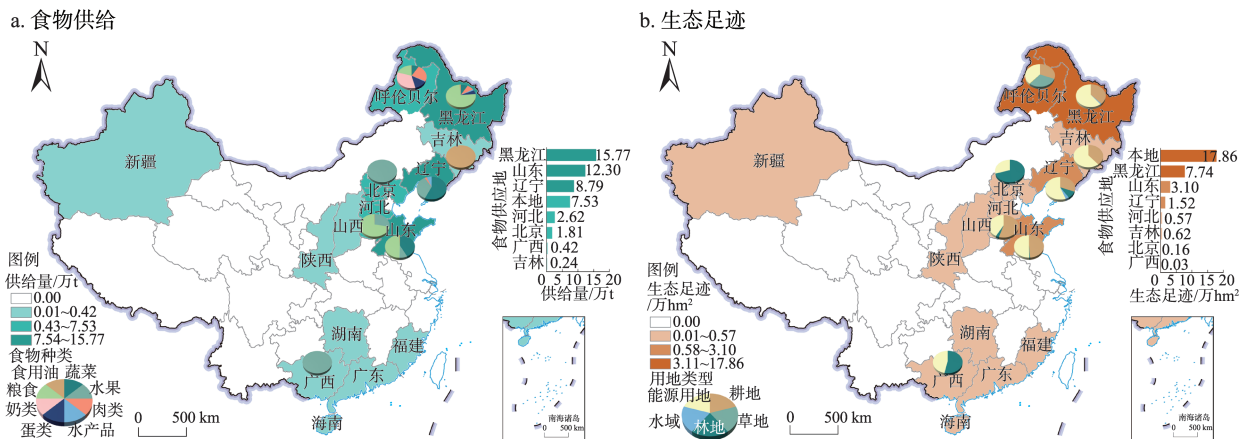 a. 食物供给
N
呼伦贝尔
黑龙江
吉林
辽宁
新疆
北京
河北
山西
山东
陕西
湖南
福建
广西
广东
海南
食物供应地
黑龙江 15.77
山东 12.30
辽宁 8.79
本地 7.53
河北 2.62
北京 1.81
广西 0.42
吉林 0.24
0 5 10 15 20
供给量/万t
图例
供给量/万t
0.00
0.01~0.42
0.43~7.53
7.54~15.77
食物种类
食用油 蔬菜
粮食 水果
奶类 肉类
蛋类 水产品
0 500 km
南海诸岛
0 500 km
b. 生态足迹
N
呼伦贝尔
黑龙江
吉林
辽宁
新疆
北京
河北
山西
山东
陕西
湖南
福建
广西
广东
海南
食物供应地
本地 17.86
黑龙江 7.74
山东 3.10
辽宁 1.52
河北 0.57
吉林 0.62
北京 0.16
广西 0.03
0 5 10 15 20
生态足迹/万hm²
图例
生态足迹
/万hm²
0.00
0.01~0.57
0.58~3.10
3.11~17.86
用地类型
能源用地 耕地
水域 草地
林地
0 500 km
南海诸岛
0 500 km